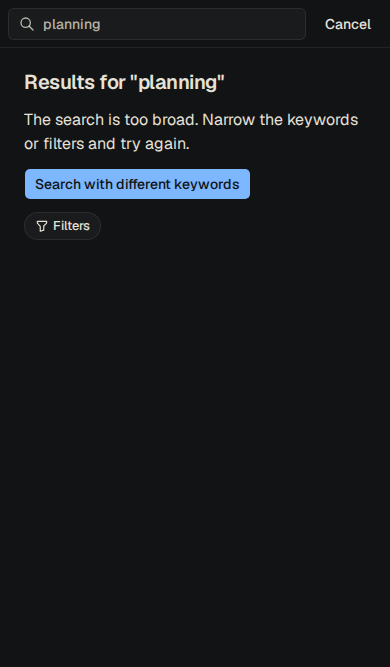 planning
Cancel
Results for "planning"
The search is too broad. Narrow the keywords
or filters and try again.
Search with different keywords
Filters